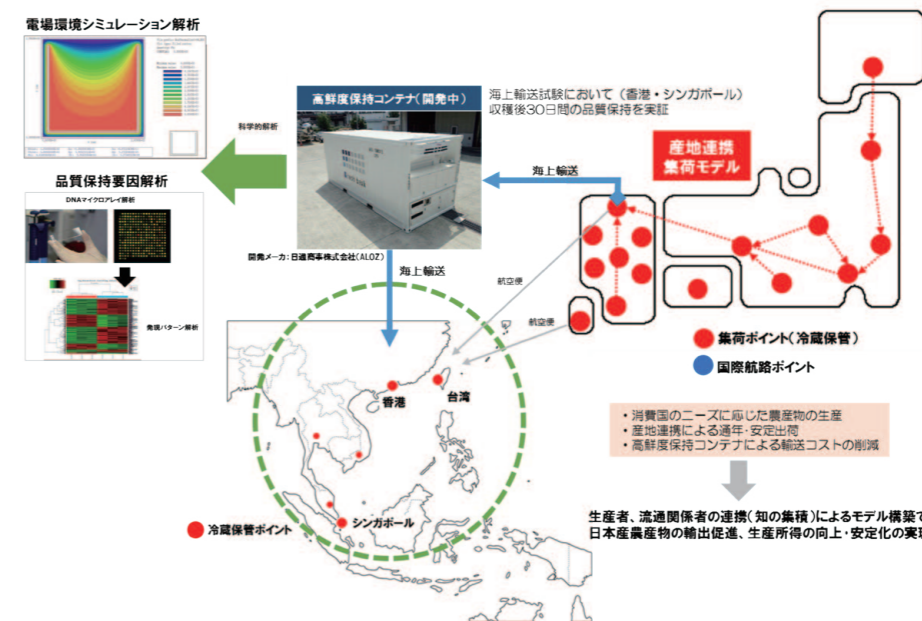 電場環境シミュレーション解析
高鮮度保持コンテナ(開発中)
海上輸送試験において（香港・シンガポール）
収穫後30日間の品質保持を実証
科学的解析
産地連携
集荷モデル
海上輸送
品質保持要因解析
DNAマイクロアレイ解析
開発メーカ:日通商事株式会社(ALOZ)
海上輸送
航空便
発現パターン解析
航空便
集荷ポイント(冷蔵保管)
国際航路ポイント
香港
台湾
・消費国のニーズに応じた農産物の生産
・産地連携による通年・安定出荷
・高鮮度保持コンテナによる輸送コストの削減
冷蔵保管ポイント
シンガポール
生産者、流通関係者の連携(知の集積)によるモデル構築で
日本産農産物の輸出促進、生産所得の向上・安定化の実